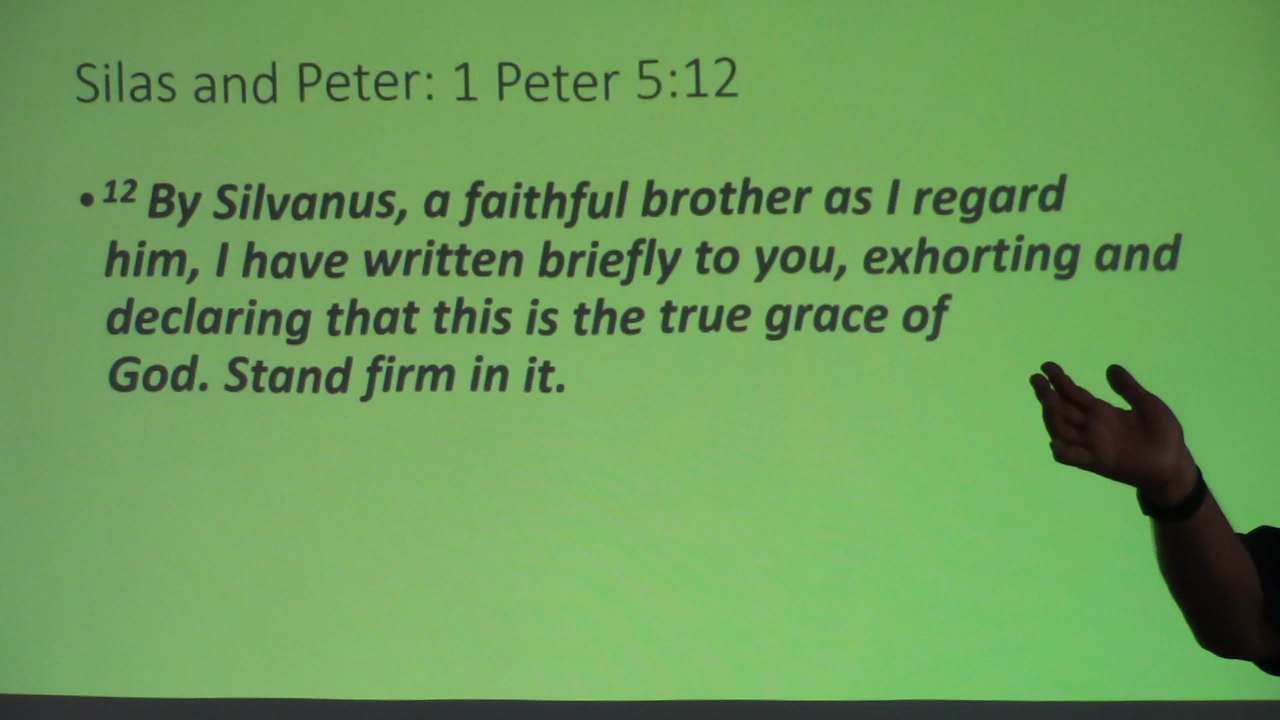 Silas and Peter: 1 Peter 5:12
• 12 By Silvanus, a faithful brother as I regard
him, I have written briefly to you, exhorting and
declaring that this is the true grace of
God. Stand firm in it.